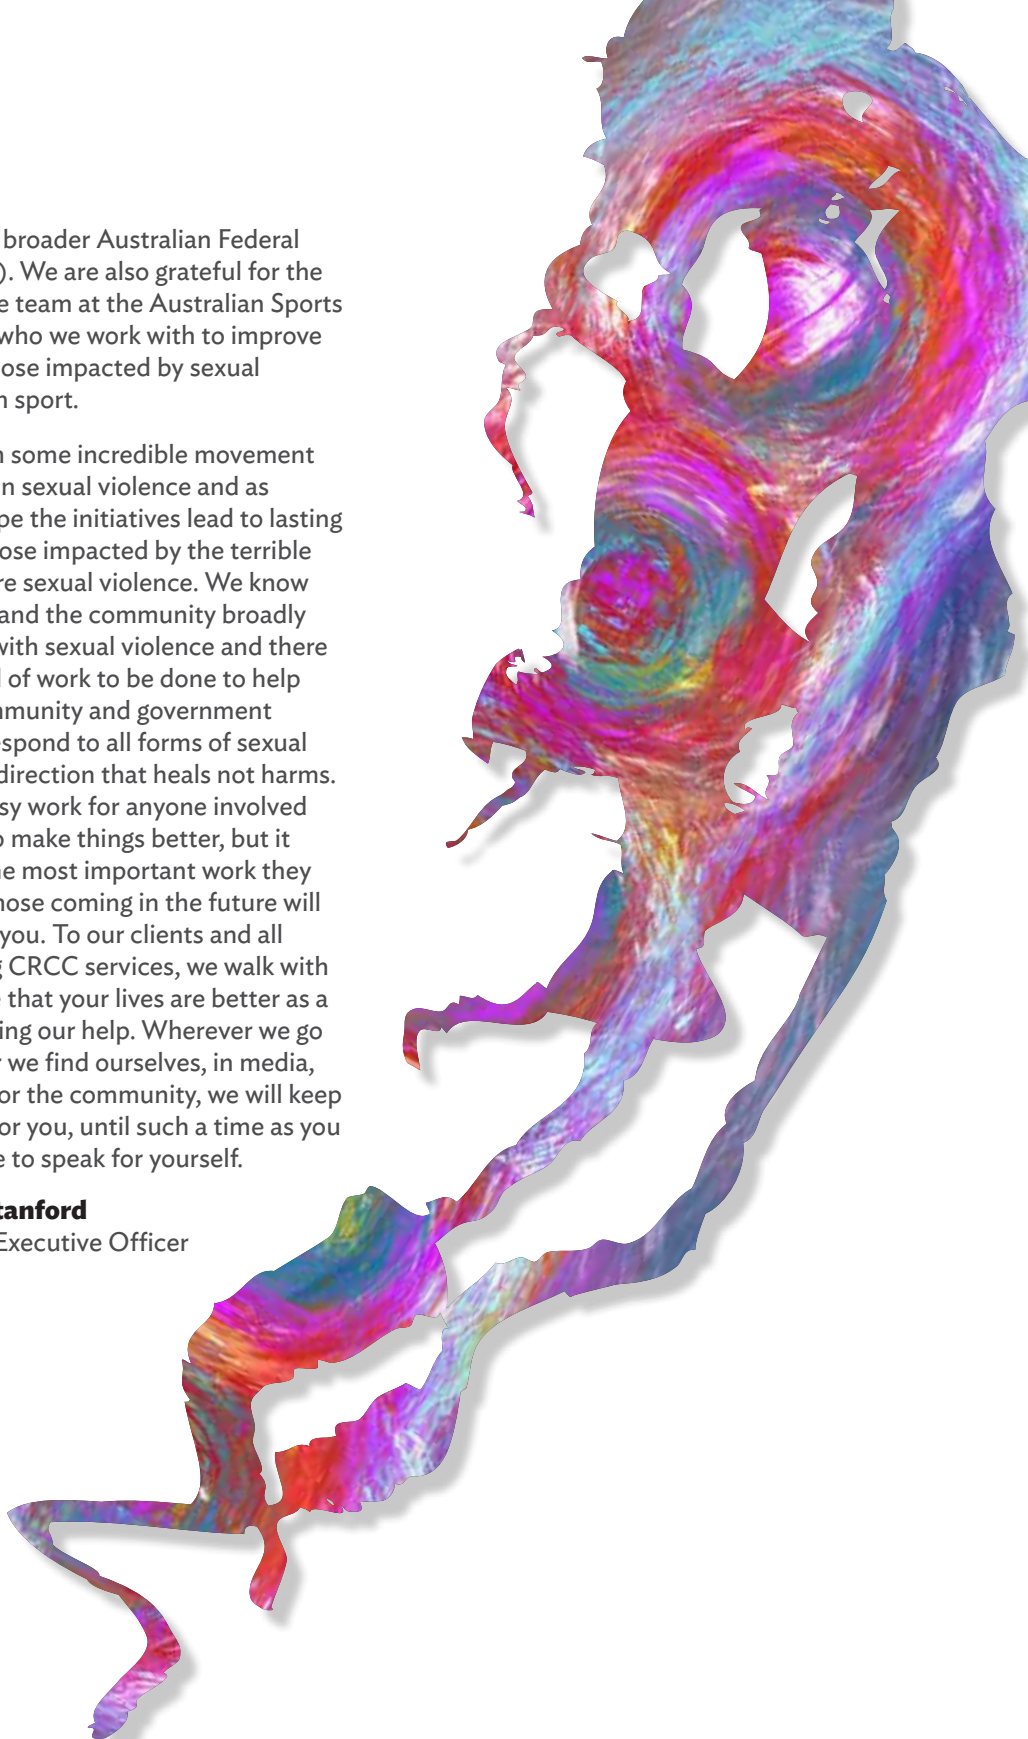 broader Australian Federal
). We are also grateful for the
e team at the Australian Sports
who we work with to improve
ose impacted by sexual
n sport.
n some incredible movement
n sexual violence and as
pe the initiatives lead to lasting
ose impacted by the terrible
re sexual violence. We know
and the community broadly
with sexual violence and there
l of work to be done to help
mmunity and government
espond to all forms of sexual
direction that heals not harms.
sy work for anyone involved
o make things better, but it
he most important work they
hose coming in the future will
you. To our clients and all
g CRCC services, we walk with
e that your lives are better as a
ing our help. Wherever we go
r we find ourselves, in media,
or the community, we will keep
or you, until such a time as you
e to speak for yourself.
tanford
Executive Officer